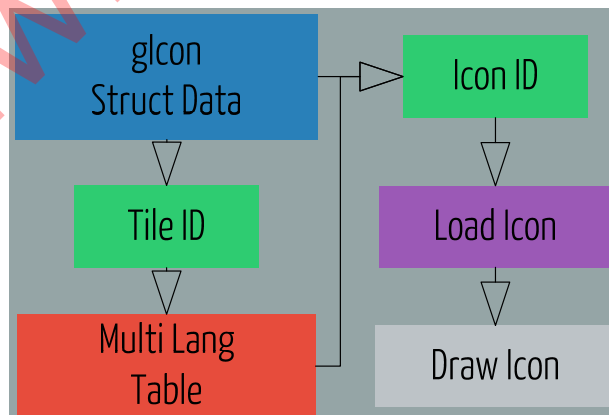 gIcon
Struct Data
Tile ID
Multi Lang
Table
Icon ID
Load Icon
Draw Icon